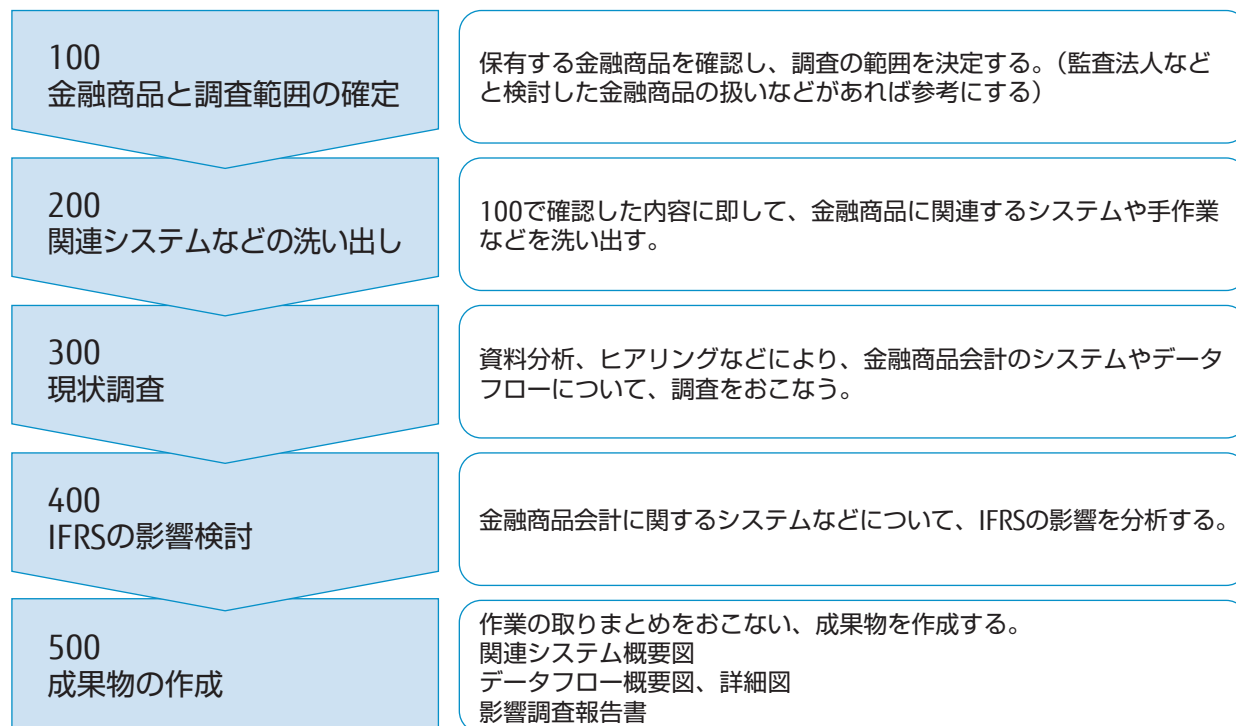 100
金融商品と調査範囲の確定
保有する金融商品を確認し、調査の範囲を決定する。（監査法人など
と検討した金融商品の扱いなどがあれば参考にする）
200
関連システムなどの洗い出し
100で確認した内容に即して、金融商品に関連するシステムや手作業
などを洗い出す。
300
現状調査
資料分析、ヒアリングなどにより、金融商品会計のシステムやデータ
フローについて、調査をおこなう。
400
IFRSの影響検討
金融商品会計に関するシステムなどについて、IFRSの影響を分析する。
500
成果物の作成
作業の取りまとめをおこない、成果物を作成する。
関連システム概要図
データフロー概要図、詳細図
影響調査報告書